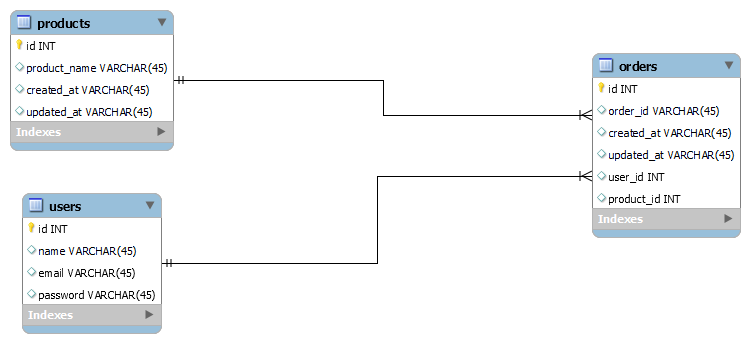 products
id INT
product_name VARCHAR(45)
created_at VARCHAR(45)
updated_at VARCHAR(45)
Indexes
users
id INT
name VARCHAR(45)
email VARCHAR(45)
password VARCHAR(45)
Indexes
orders
id INT
order_id VARCHAR(45)
created_at VARCHAR(45)
updated_at VARCHAR(45)
user_id INT
product_id INT
Indexes